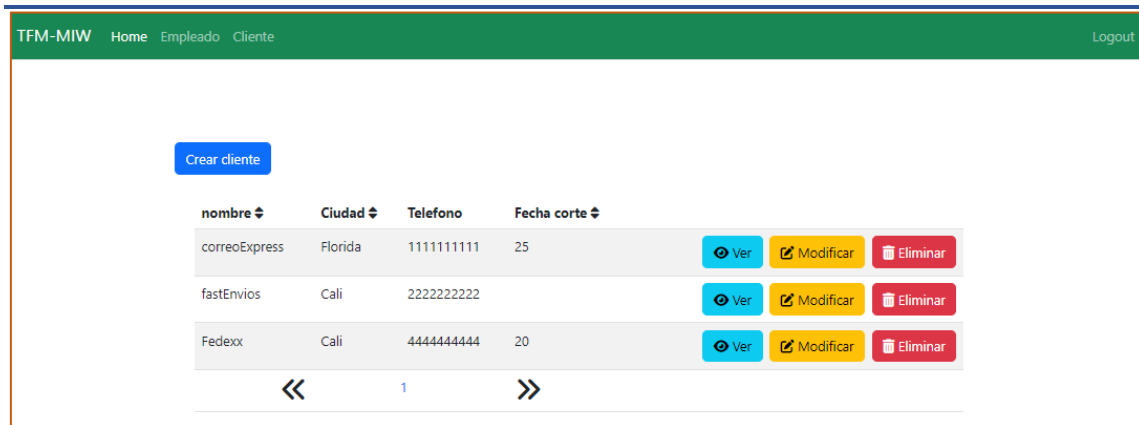 TFM-MIW Home Empleado Cliente Logout
Crear cliente
nombre Ciudad Telefono Fecha corte
correoExpress Florida 1111111111 25 Ver Modificar Eliminar
fastEnvios Cali 2222222222 Ver Modificar Eliminar
Fedexx Cali 4444444444 20 Ver Modificar Eliminar
1